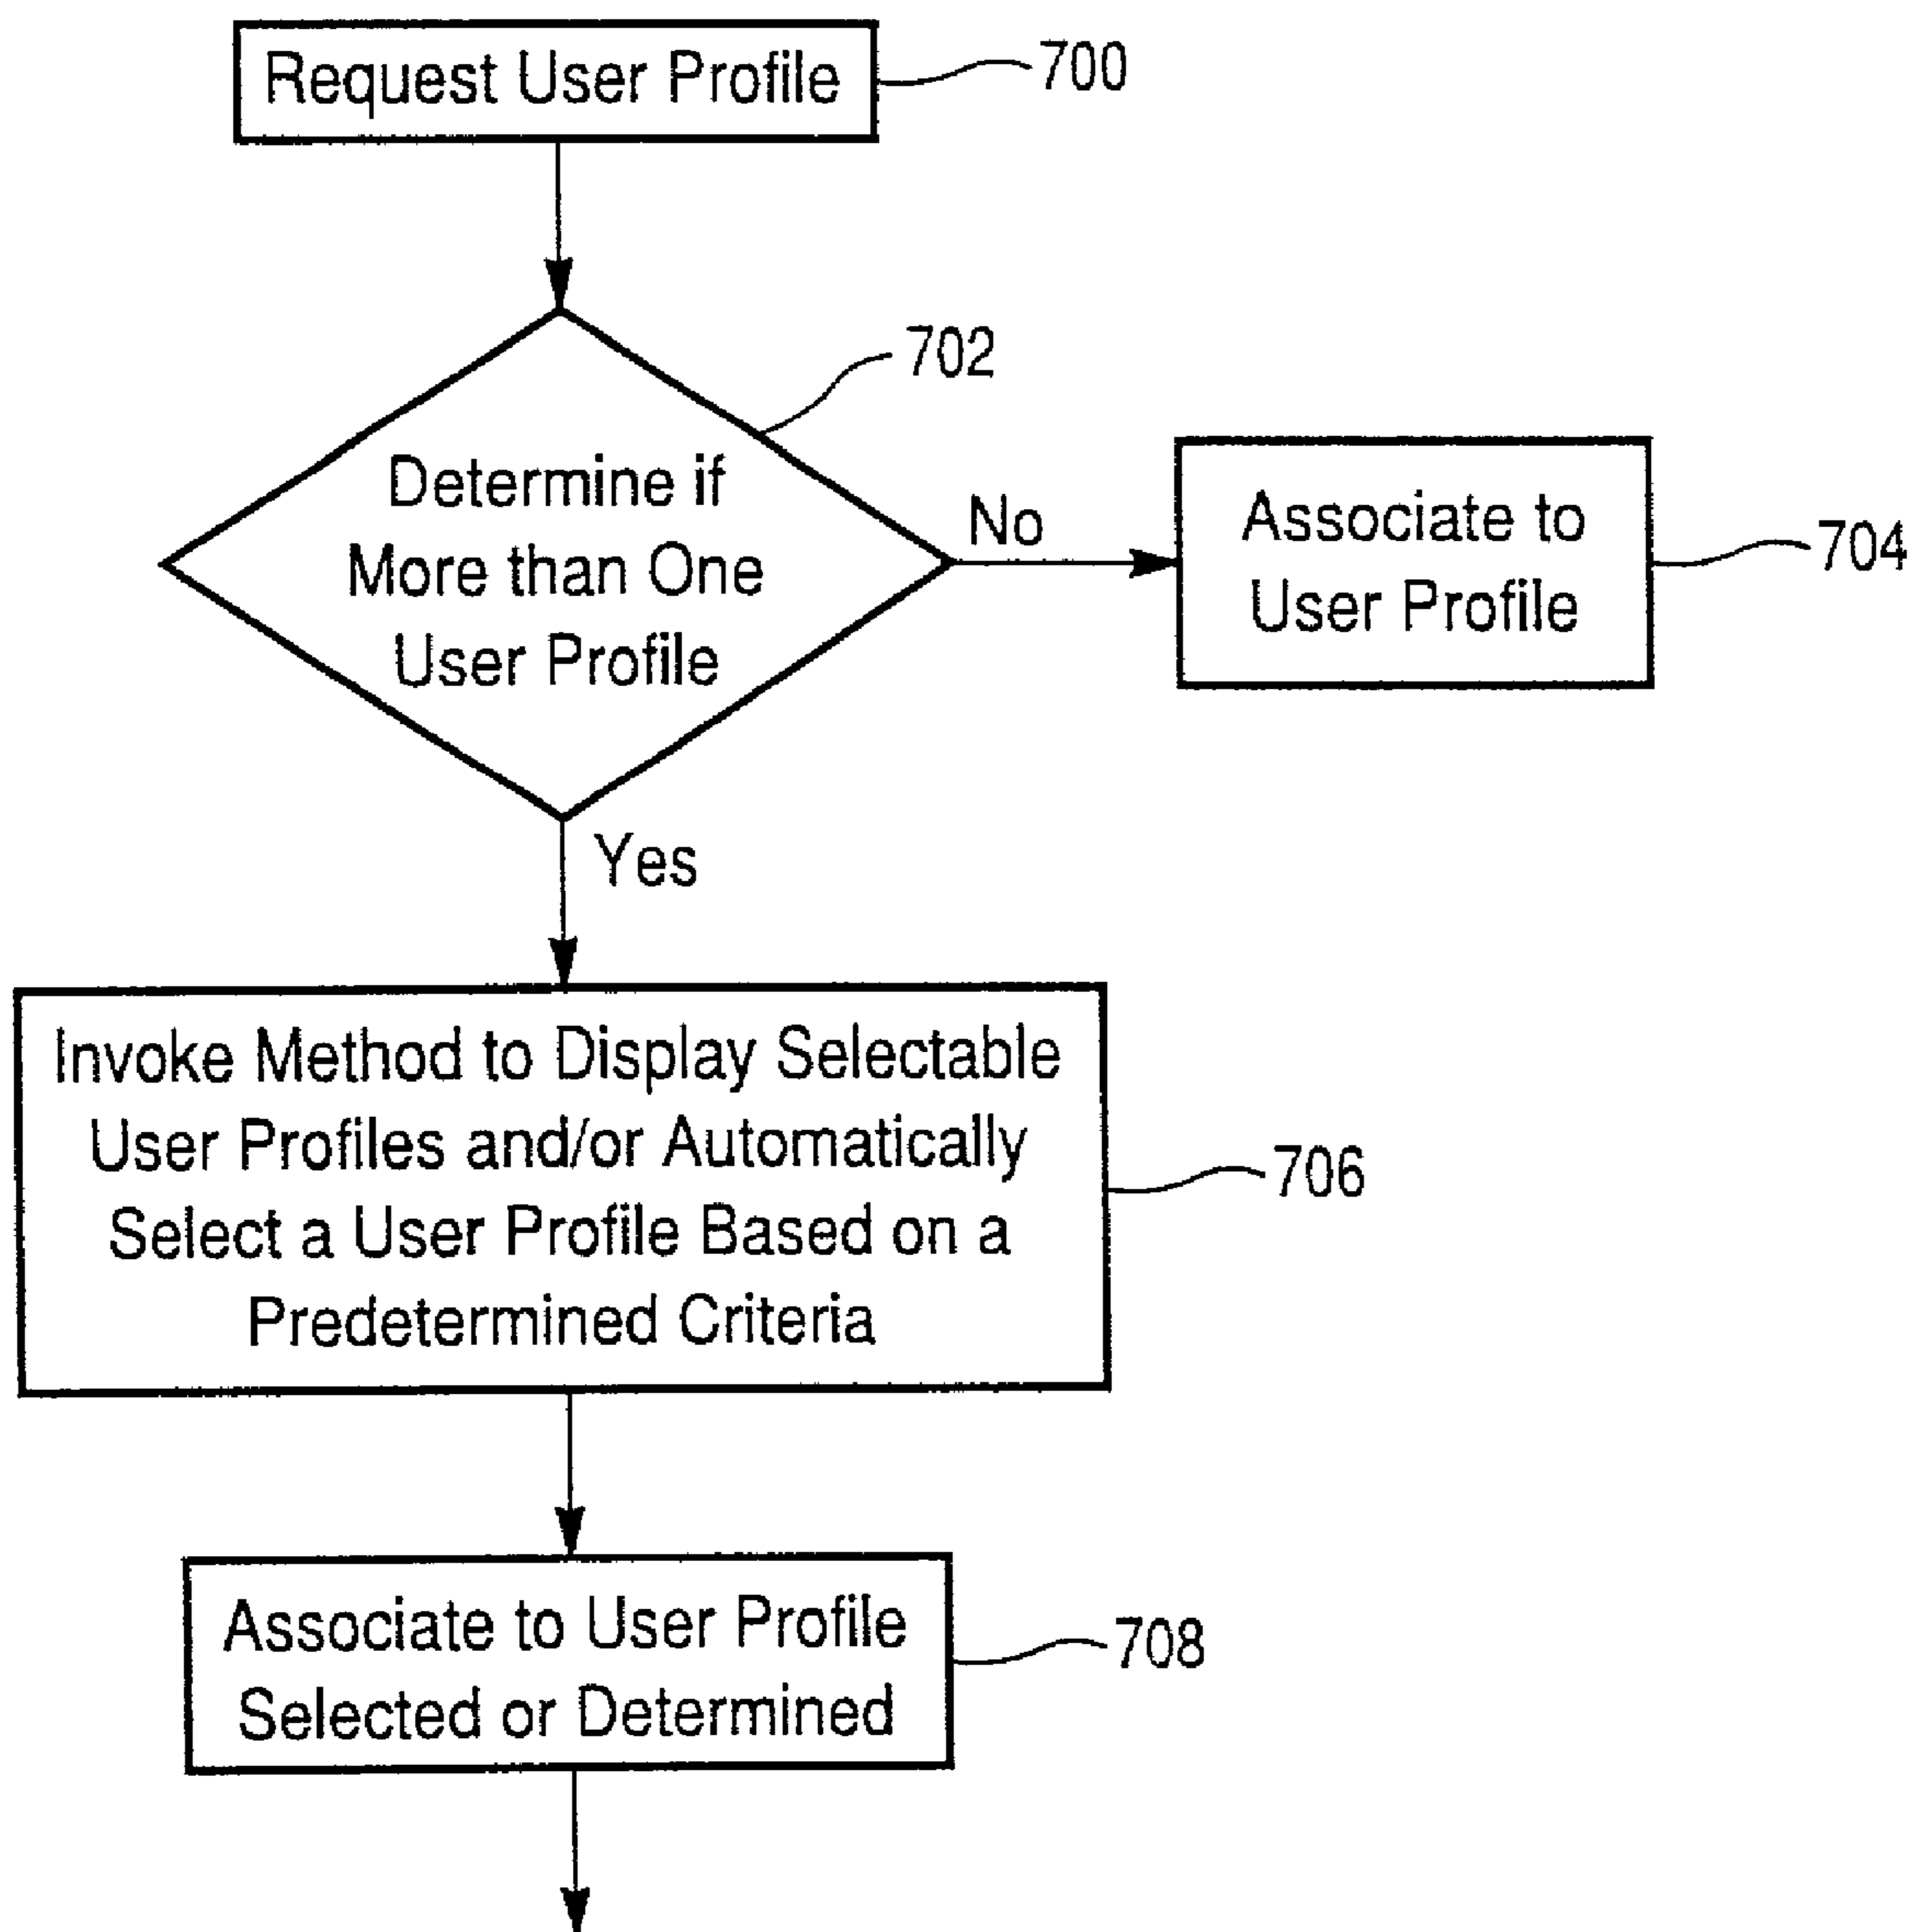 Request User Profile
700
702
Determine if
More than One
User Profile
No
Associate to
User Profile
704
Yes
Invoke Method to Display Selectable
User Profiles and/or Automatically
Select a User Profile Based on a
Predetermined Criteria
706
Associate to User Profile
Selected or Determined
708